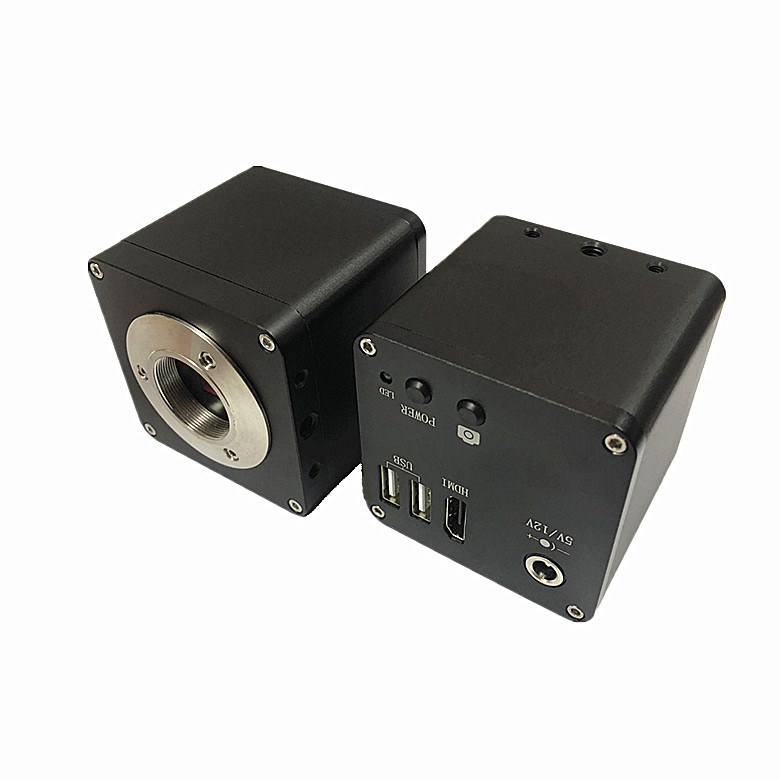 LED
POWER
USB
HDMI
5V/12V
− +